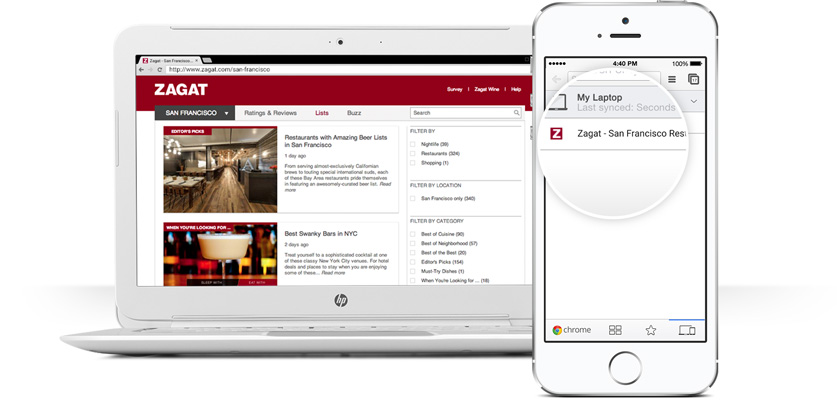 Zagat - San Francisco...
http://www.zagat.com/san-francisco
ZAGAT
Survey | Zagat Wine | Help
SAN FRANCISCO Ratings & Reviews Lists Buzz Search
EDITOR'S PICKS
Restaurants with Amazing Beer Lists
in San Francisco
1 day ago
From serving almost-exclusively Californian
brews to touting special international suds, each
of these Bay Area restaurants pride themselves
in featuring an awesomely-curated beer list. Read
more
WHEN YOU'RE LOOKING FOR ...
Best Swanky Bars in NYC
2 days ago
Treat yourself to a sophisticated cocktail at one
of these classy New York City venues. For hotel
deals and places to stay when you are enjoying
some of these... Read more
SLEEP WITH EAT WITH
FILTER BY
Nightlife (39)
Restaurants (324)
Shopping (1)
FILTER BY LOCATION
San Francisco only (340)
FILTER BY CATEGORY
Best of Cuisine (90)
Best of Neighborhood (57)
Best of the Best (20)
Editor's Picks (154)
Must-Try Dishes (1)
When You're Looking for ... (18)
hp
4:40 PM 100%
My Laptop
Last synced: Seconds
Z Zagat - San Francisco Res
chrome